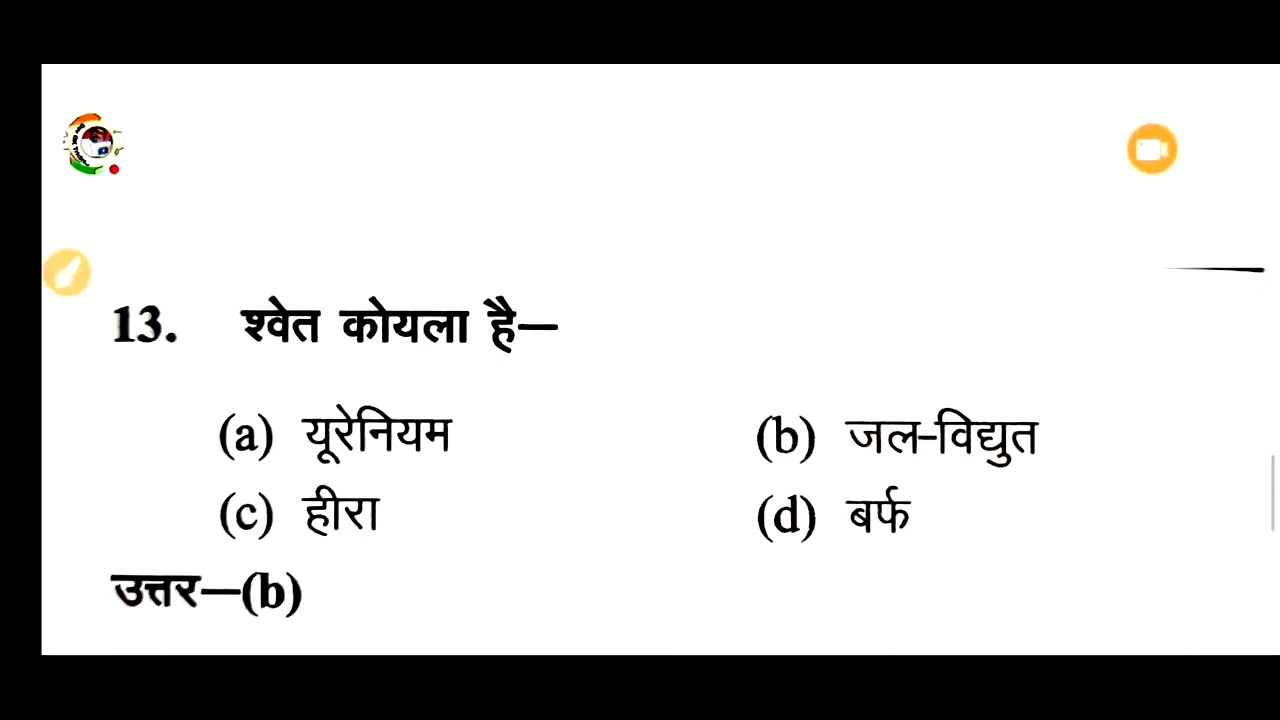 13. श्वेत कोयला है—
(a) यूरेनियम (b) जल-विद्युत
(c) हीरा (d) बर्फ
उत्तर—(b)